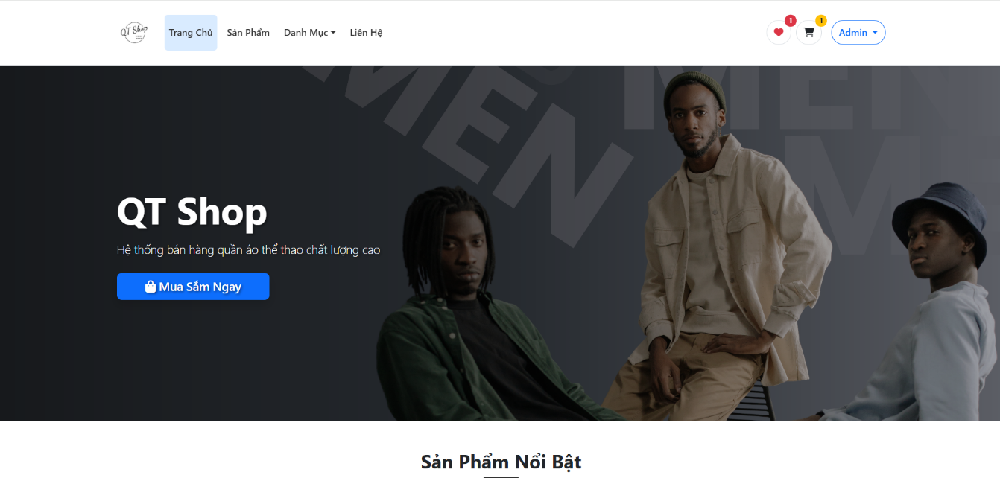 QT Shop
Trang Chủ
Sản Phẩm
Danh Mục
Liên Hệ
1
1
Admin
MEN
MEN
ME
QT Shop
Hệ thống bán hàng quần áo thể thao chất lượng cao
Mua Sắm Ngay
Sản Phẩm Nổi Bật